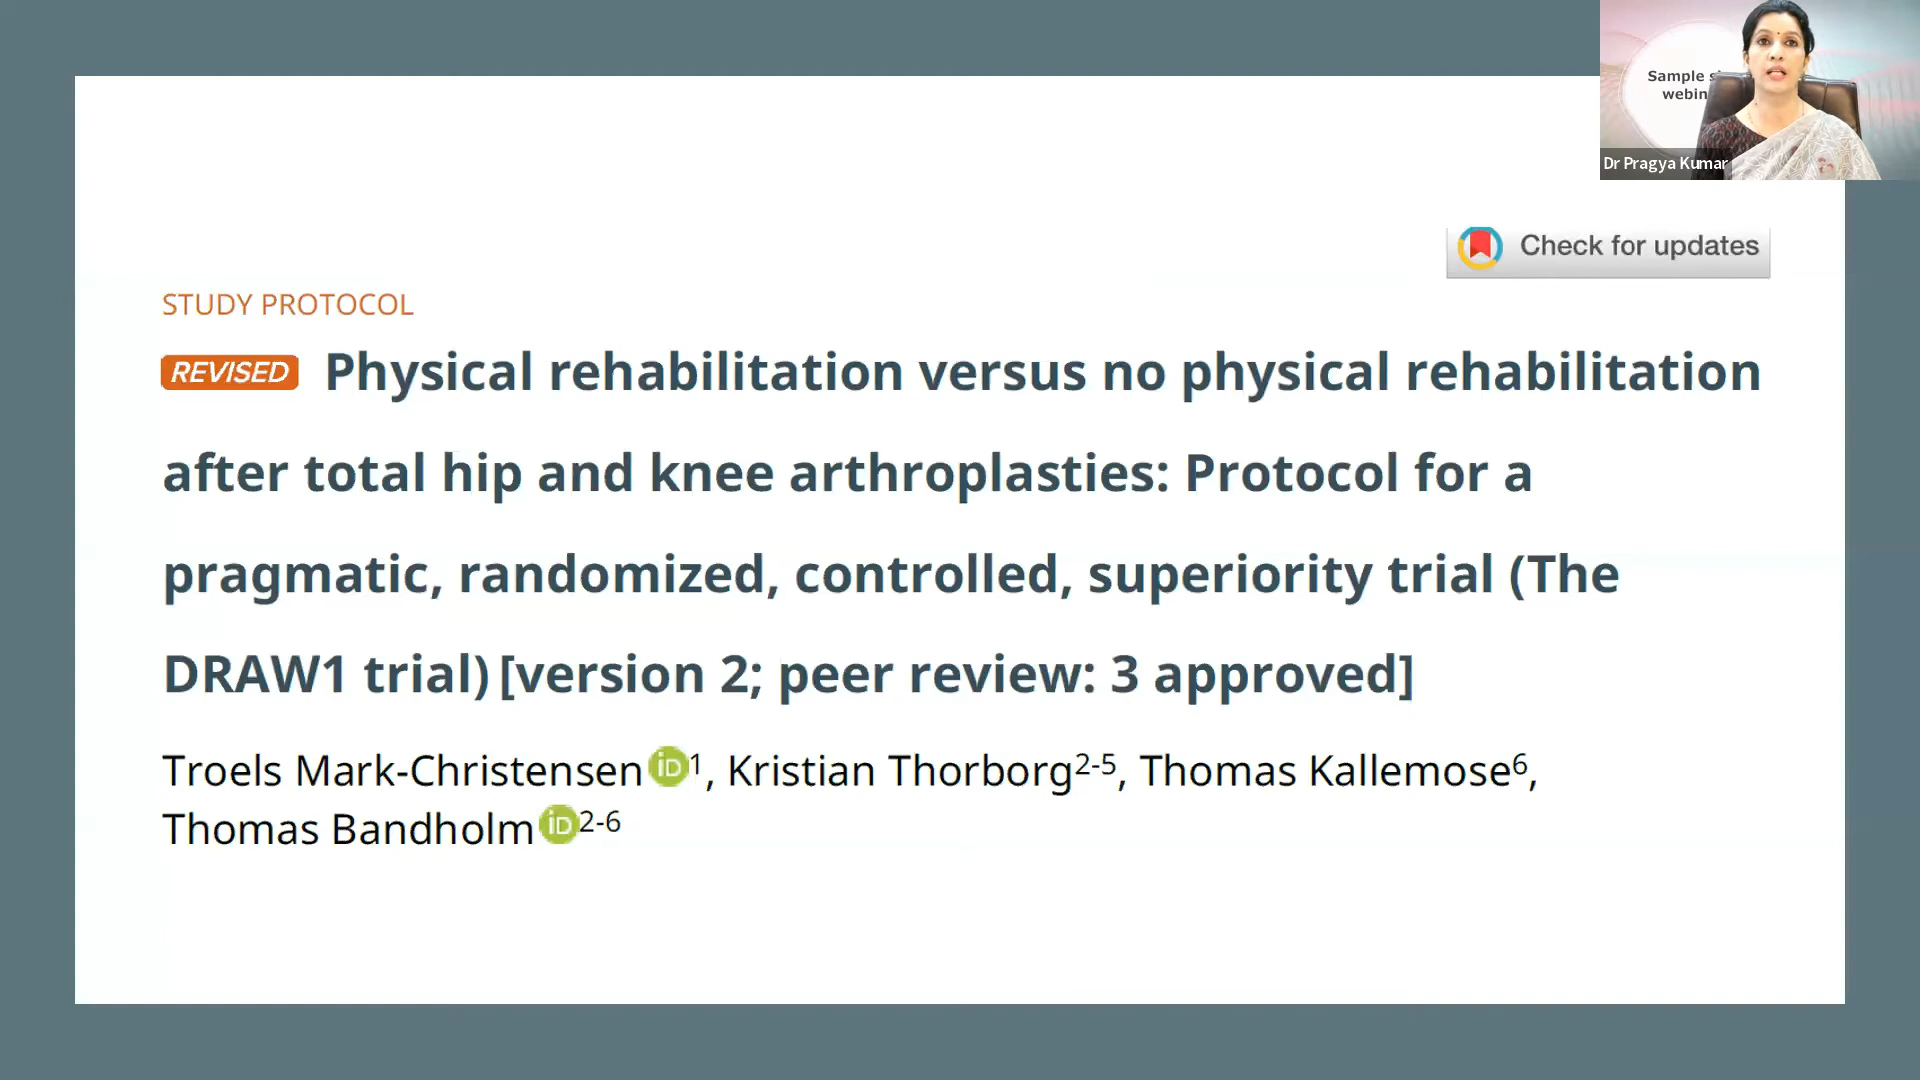 Sample
webin
Dr Pragya Kumar
Check for updates
STUDY PROTOCOL
REVISED Physical rehabilitation versus no physical rehabilitation
after total hip and knee arthroplasties: Protocol for a
pragmatic, randomized, controlled, superiority trial (The
DRAW1 trial) [version 2; peer review: 3 approved]
Troels Mark-Christensen iD 1, Kristian Thorborg2-5, Thomas Kallemose6,
Thomas Bandholm iD 2-6